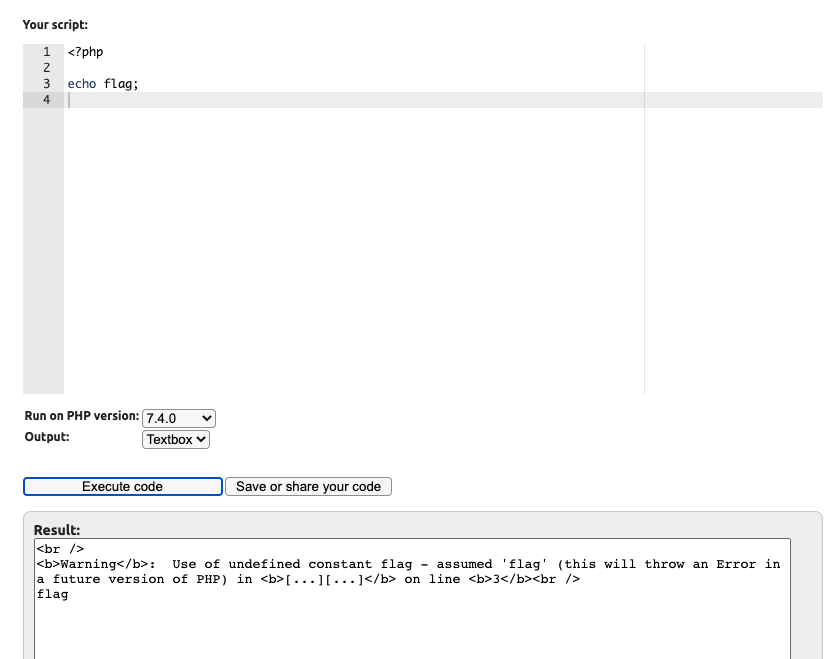 Your script:
1 <?php
2
3 echo flag;
4
Run on PHP version: 7.4.0
Output: Textbox
Execute code Save or share your code
Result:
<br />
<b>Warning</b>:  Use of undefined constant flag - assumed 'flag' (this will throw an Error in
a future version of PHP) in <b>[...][...]</b> on line <b>3</b><br />
flag